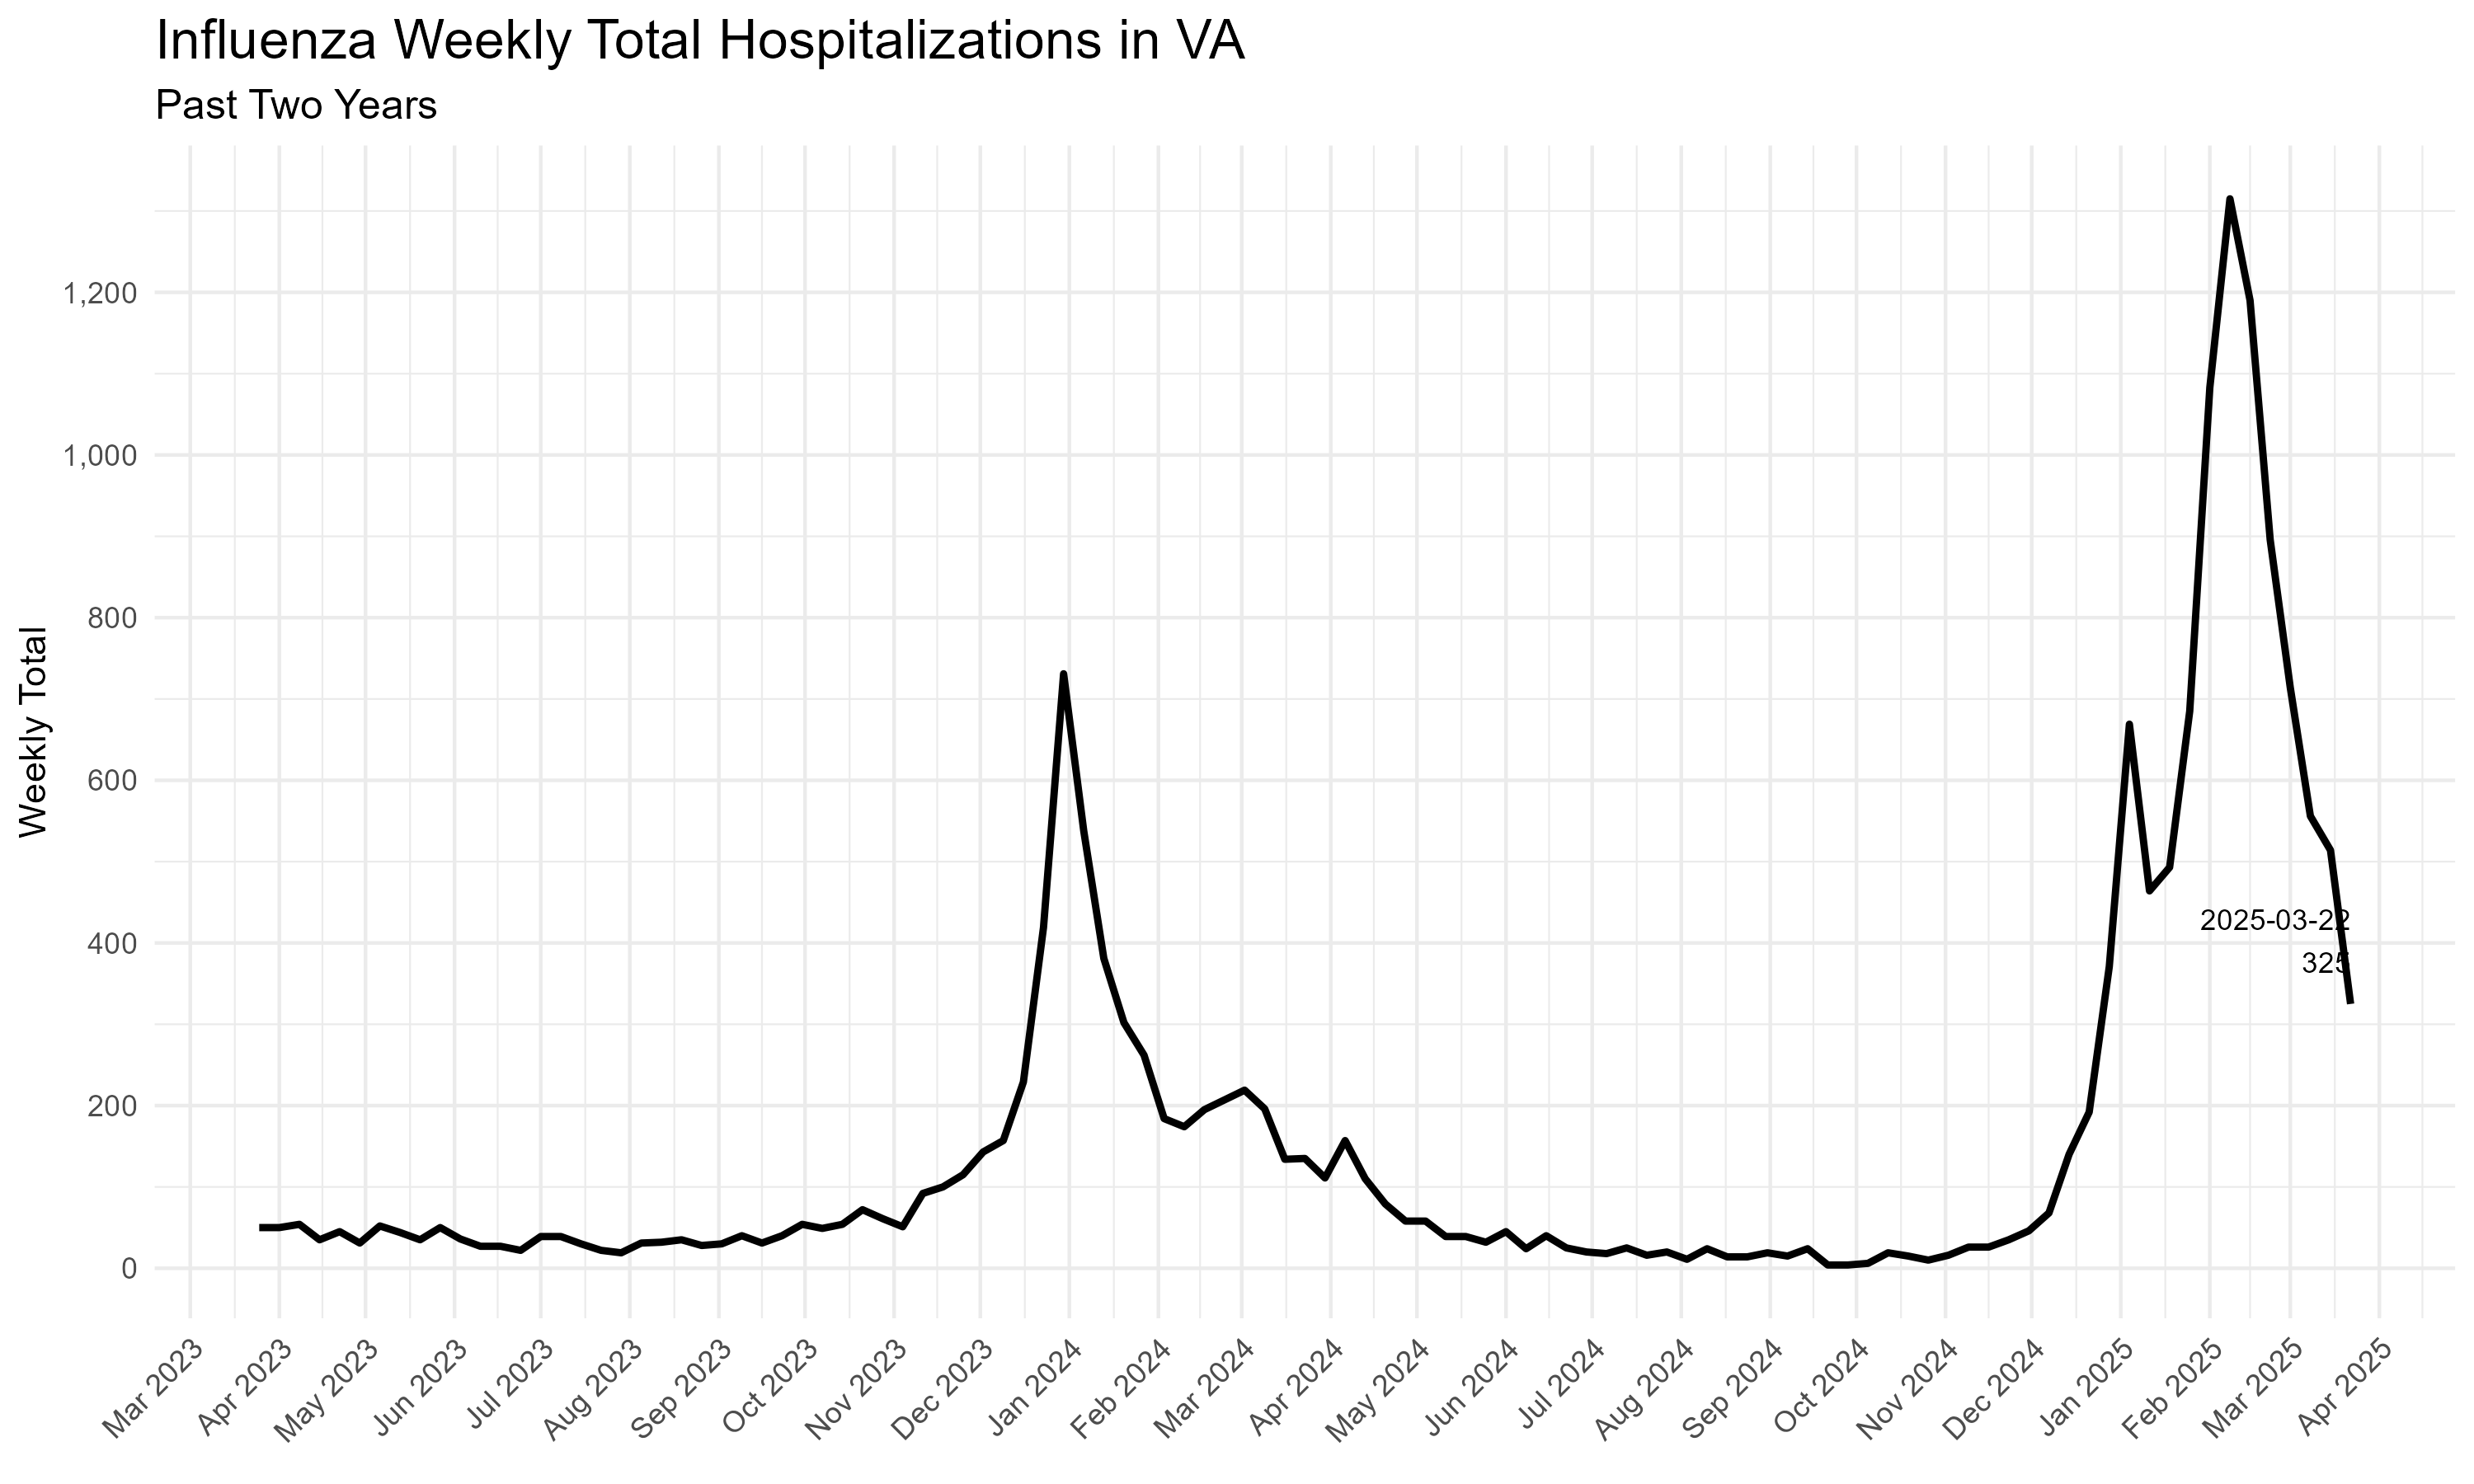 Influenza Weekly Total Hospitalizations in VA
Past Two Years
Weekly Total
1,200
1,000
800
600
400
200
0
2025-03-22
325
Mar 2023
Apr 2023
May 2023
Jun 2023
Jul 2023
Aug 2023
Sep 2023
Oct 2023
Nov 2023
Dec 2023
Jan 2024
Feb 2024
Mar 2024
Apr 2024
May 2024
Jun 2024
Jul 2024
Aug 2024
Sep 2024
Oct 2024
Nov 2024
Dec 2024
Jan 2025
Feb 2025
Mar 2025
Apr 2025